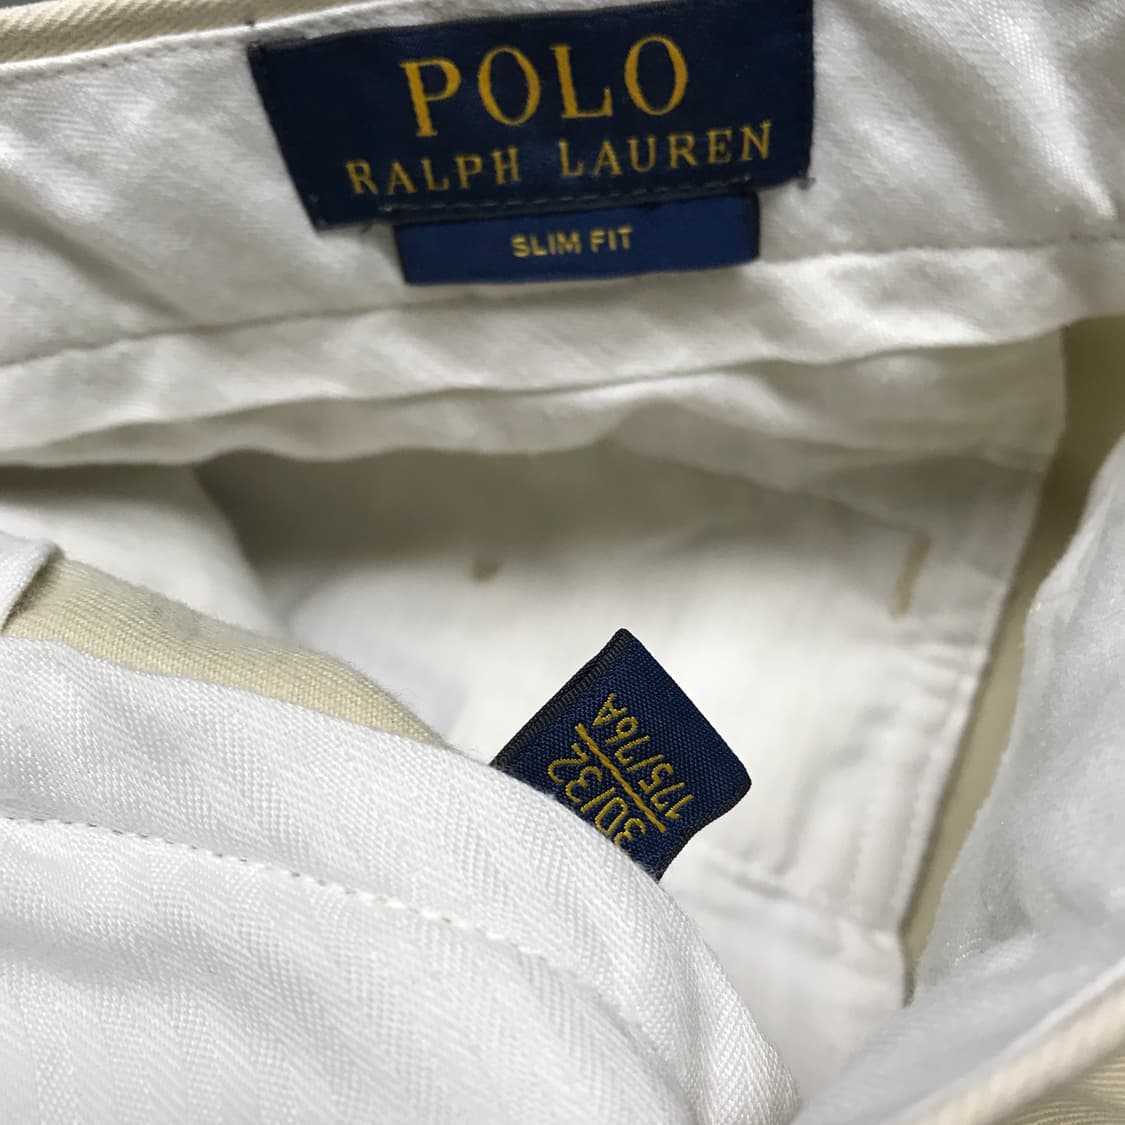 POLO
RALPH LAUREN
SLIM FIT
30/32
175/76A